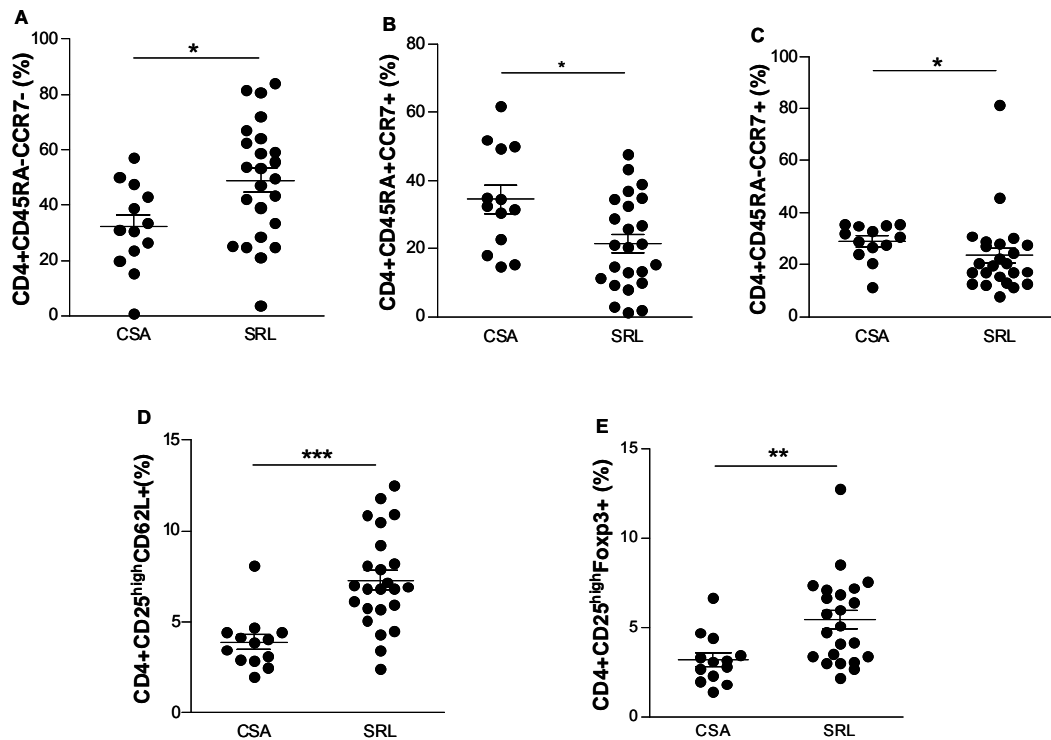 A
CD4+CD45RA-CCR7- (%)
100
80
60
40
20
0
*
CSA
SRL
B
CD4+CD45RA+CCR7+ (%)
80
60
40
20
0
*
CSA
SRL
C
CD4+CD45RA-CCR7+ (%)
100
80
60
40
20
0
*
CSA
SRL
D
CD4+CD25highCD62L+(%)
15
10
5
0
***
CSA
SRL
E
CD4+CD25highFoxp3+ (%)
15
10
5
0
**
CSA
SRL